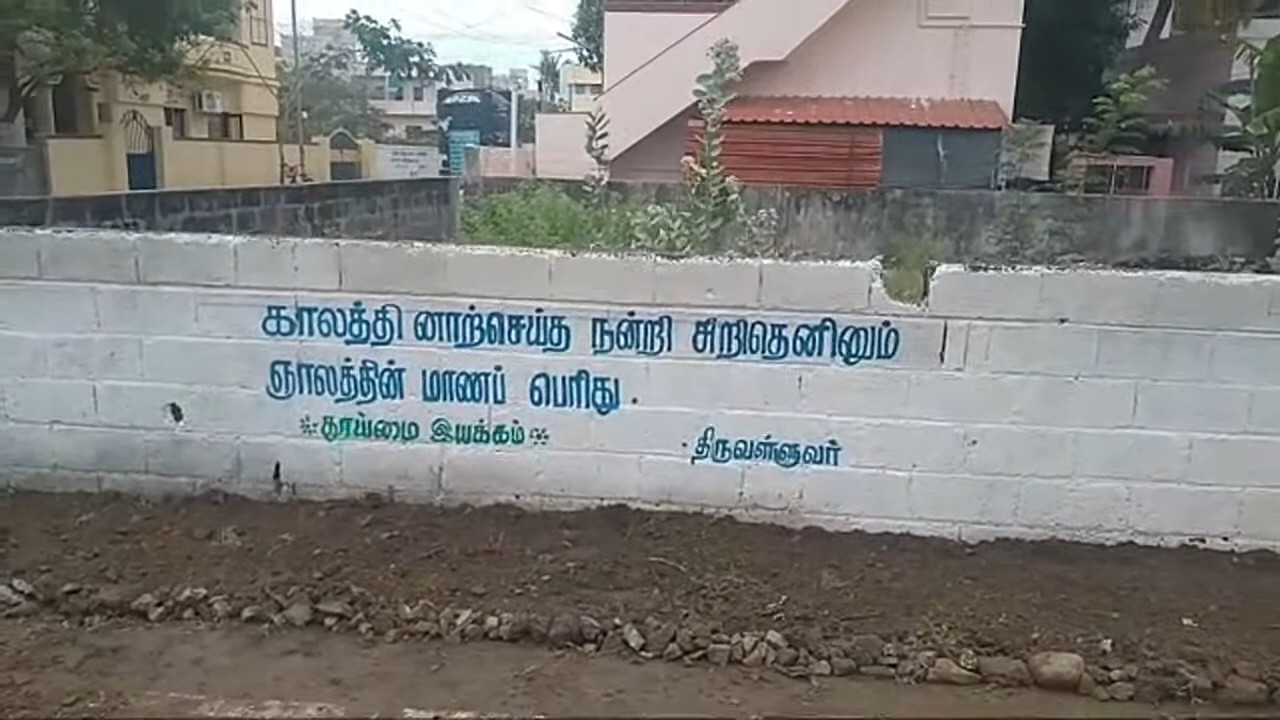 காலத்தி னாற்செய்த நன்றி சிறிதெனினும்
ஞாலத்தின் மாணப் பெரிது.
தூய்மை இயக்கம்
திருவள்ளுவர்